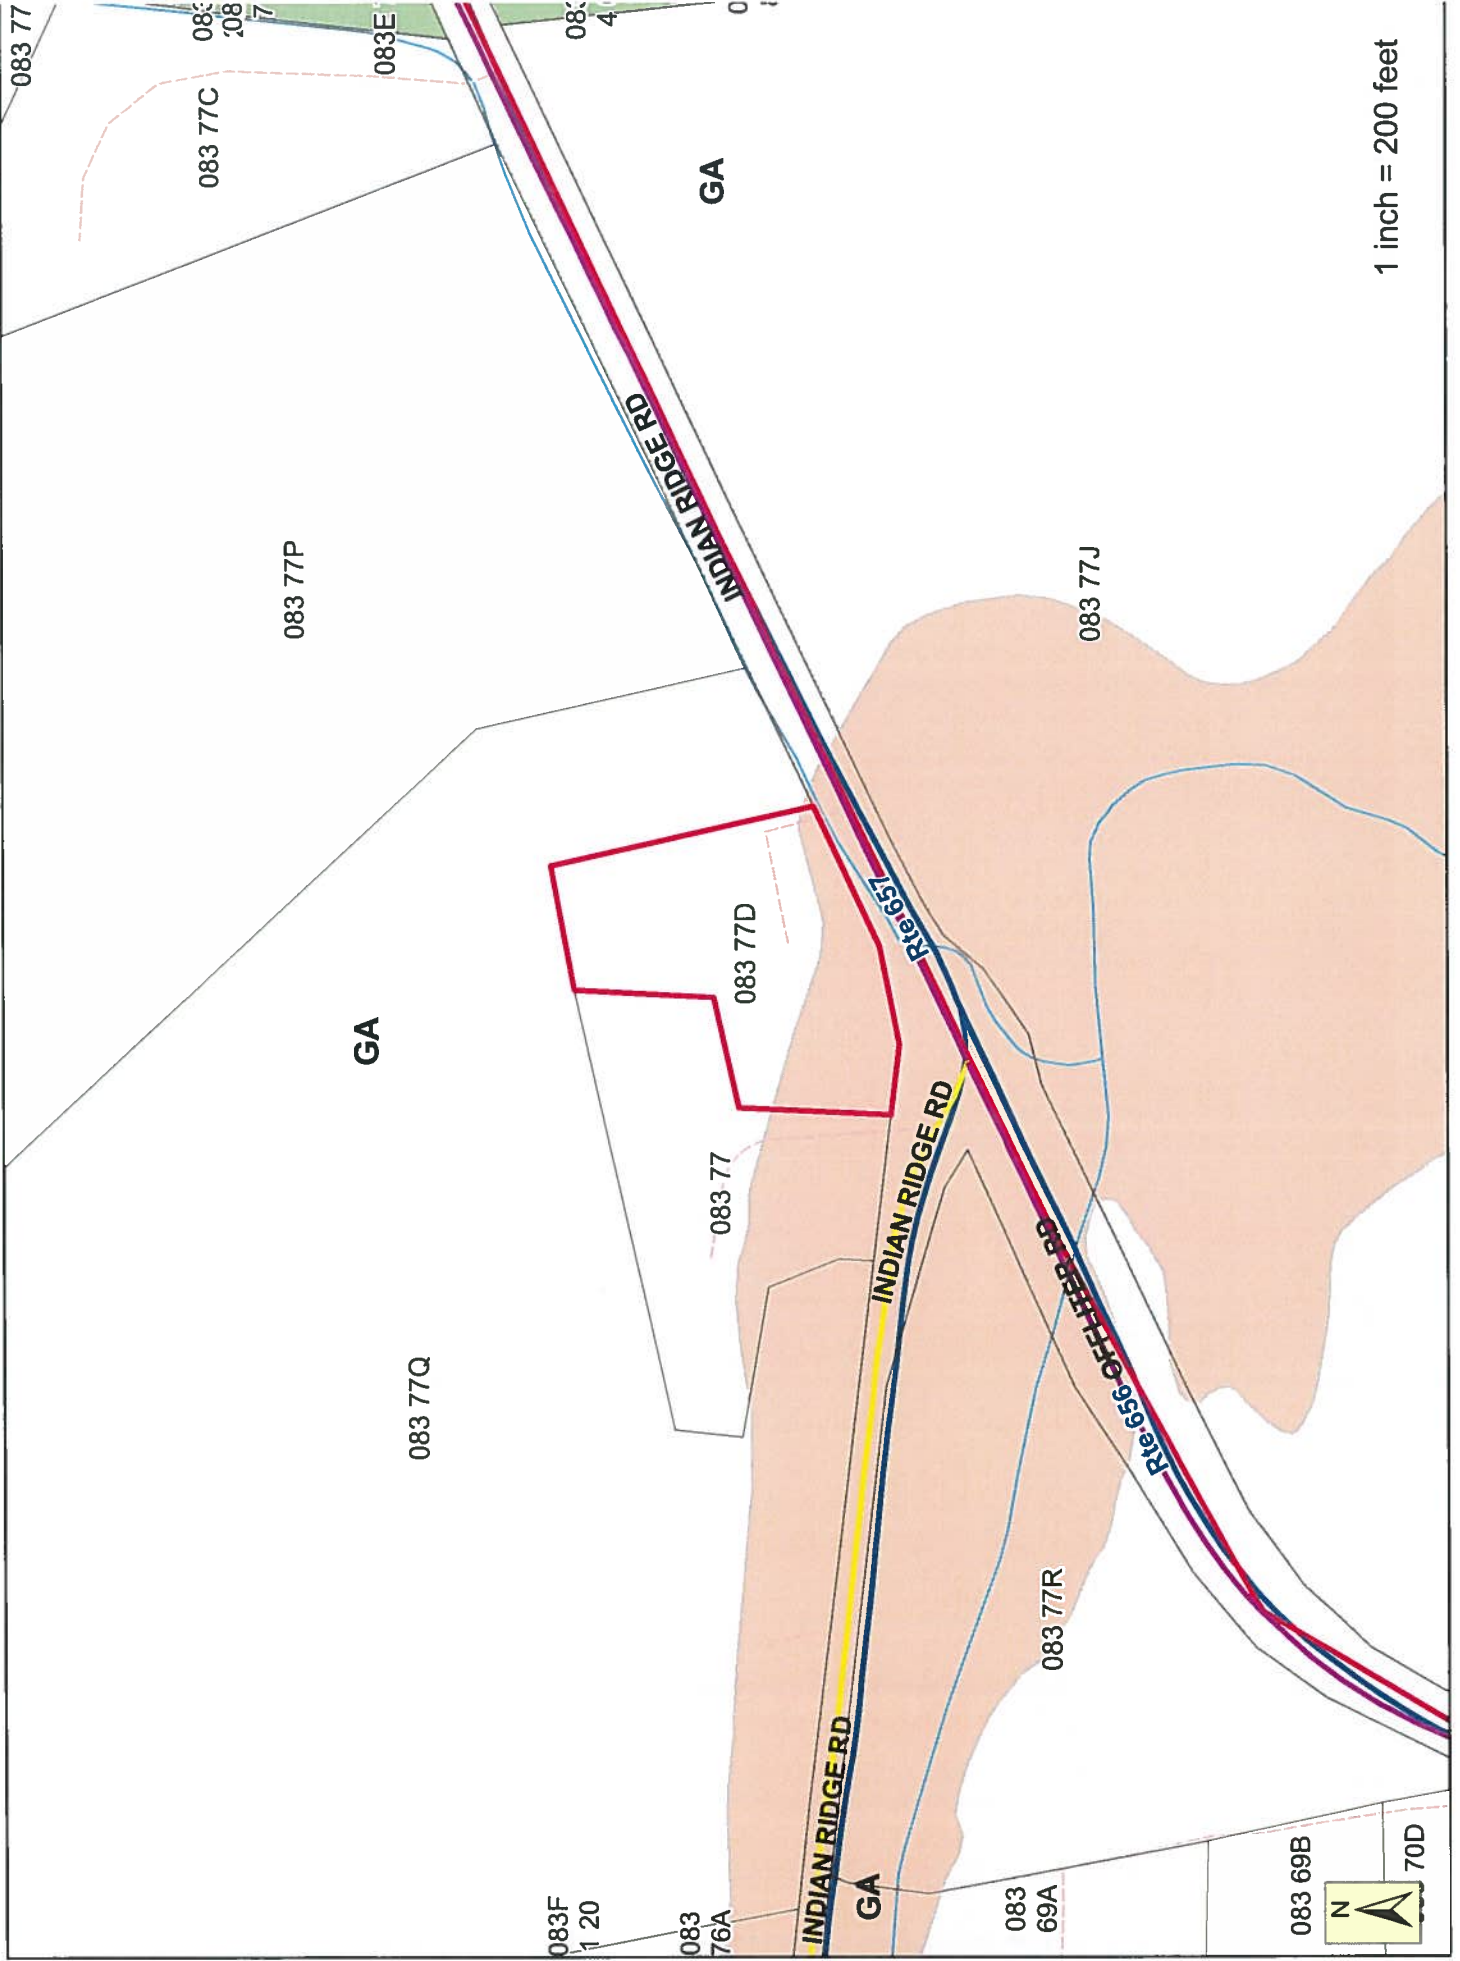 083 77
083 77C
083E
GA
1 inch = 200 feet
083 77P
INDIAN RIDGE RD
083 77J
083 77D
Rte 657
GA
083 77
INDIAN RIDGE RD
083 77Q
OFFLITER RD
Rte 656
083 77R
INDIAN RIDGE RD
083F
1 20
083
76A
GA
083
69A
083 69B
N
70D